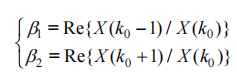 β₁ = Re{X(k₀ −1)/ X(k₀)}
β₂ = Re{X(k₀ +1)/ X(k₀)}